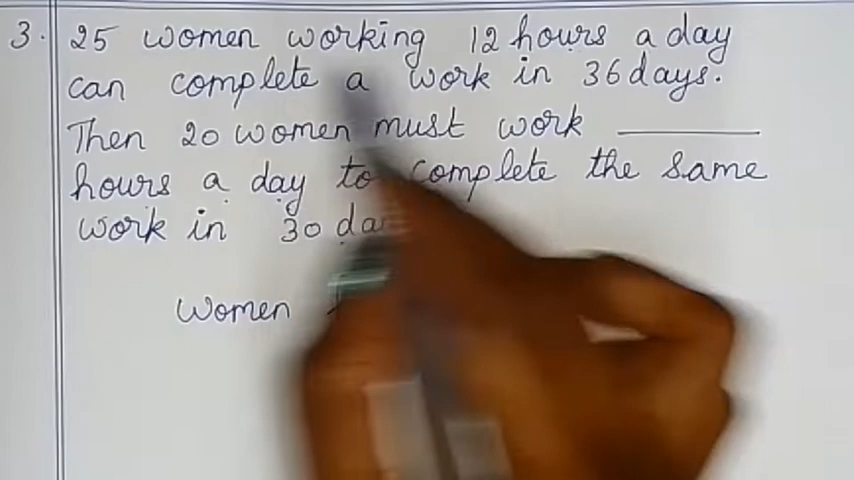 3. 25 women working 12 hours a day
can complete a work in 36 days.
Then 20 women must work ______
hours a day to complete the same
work in 30
women